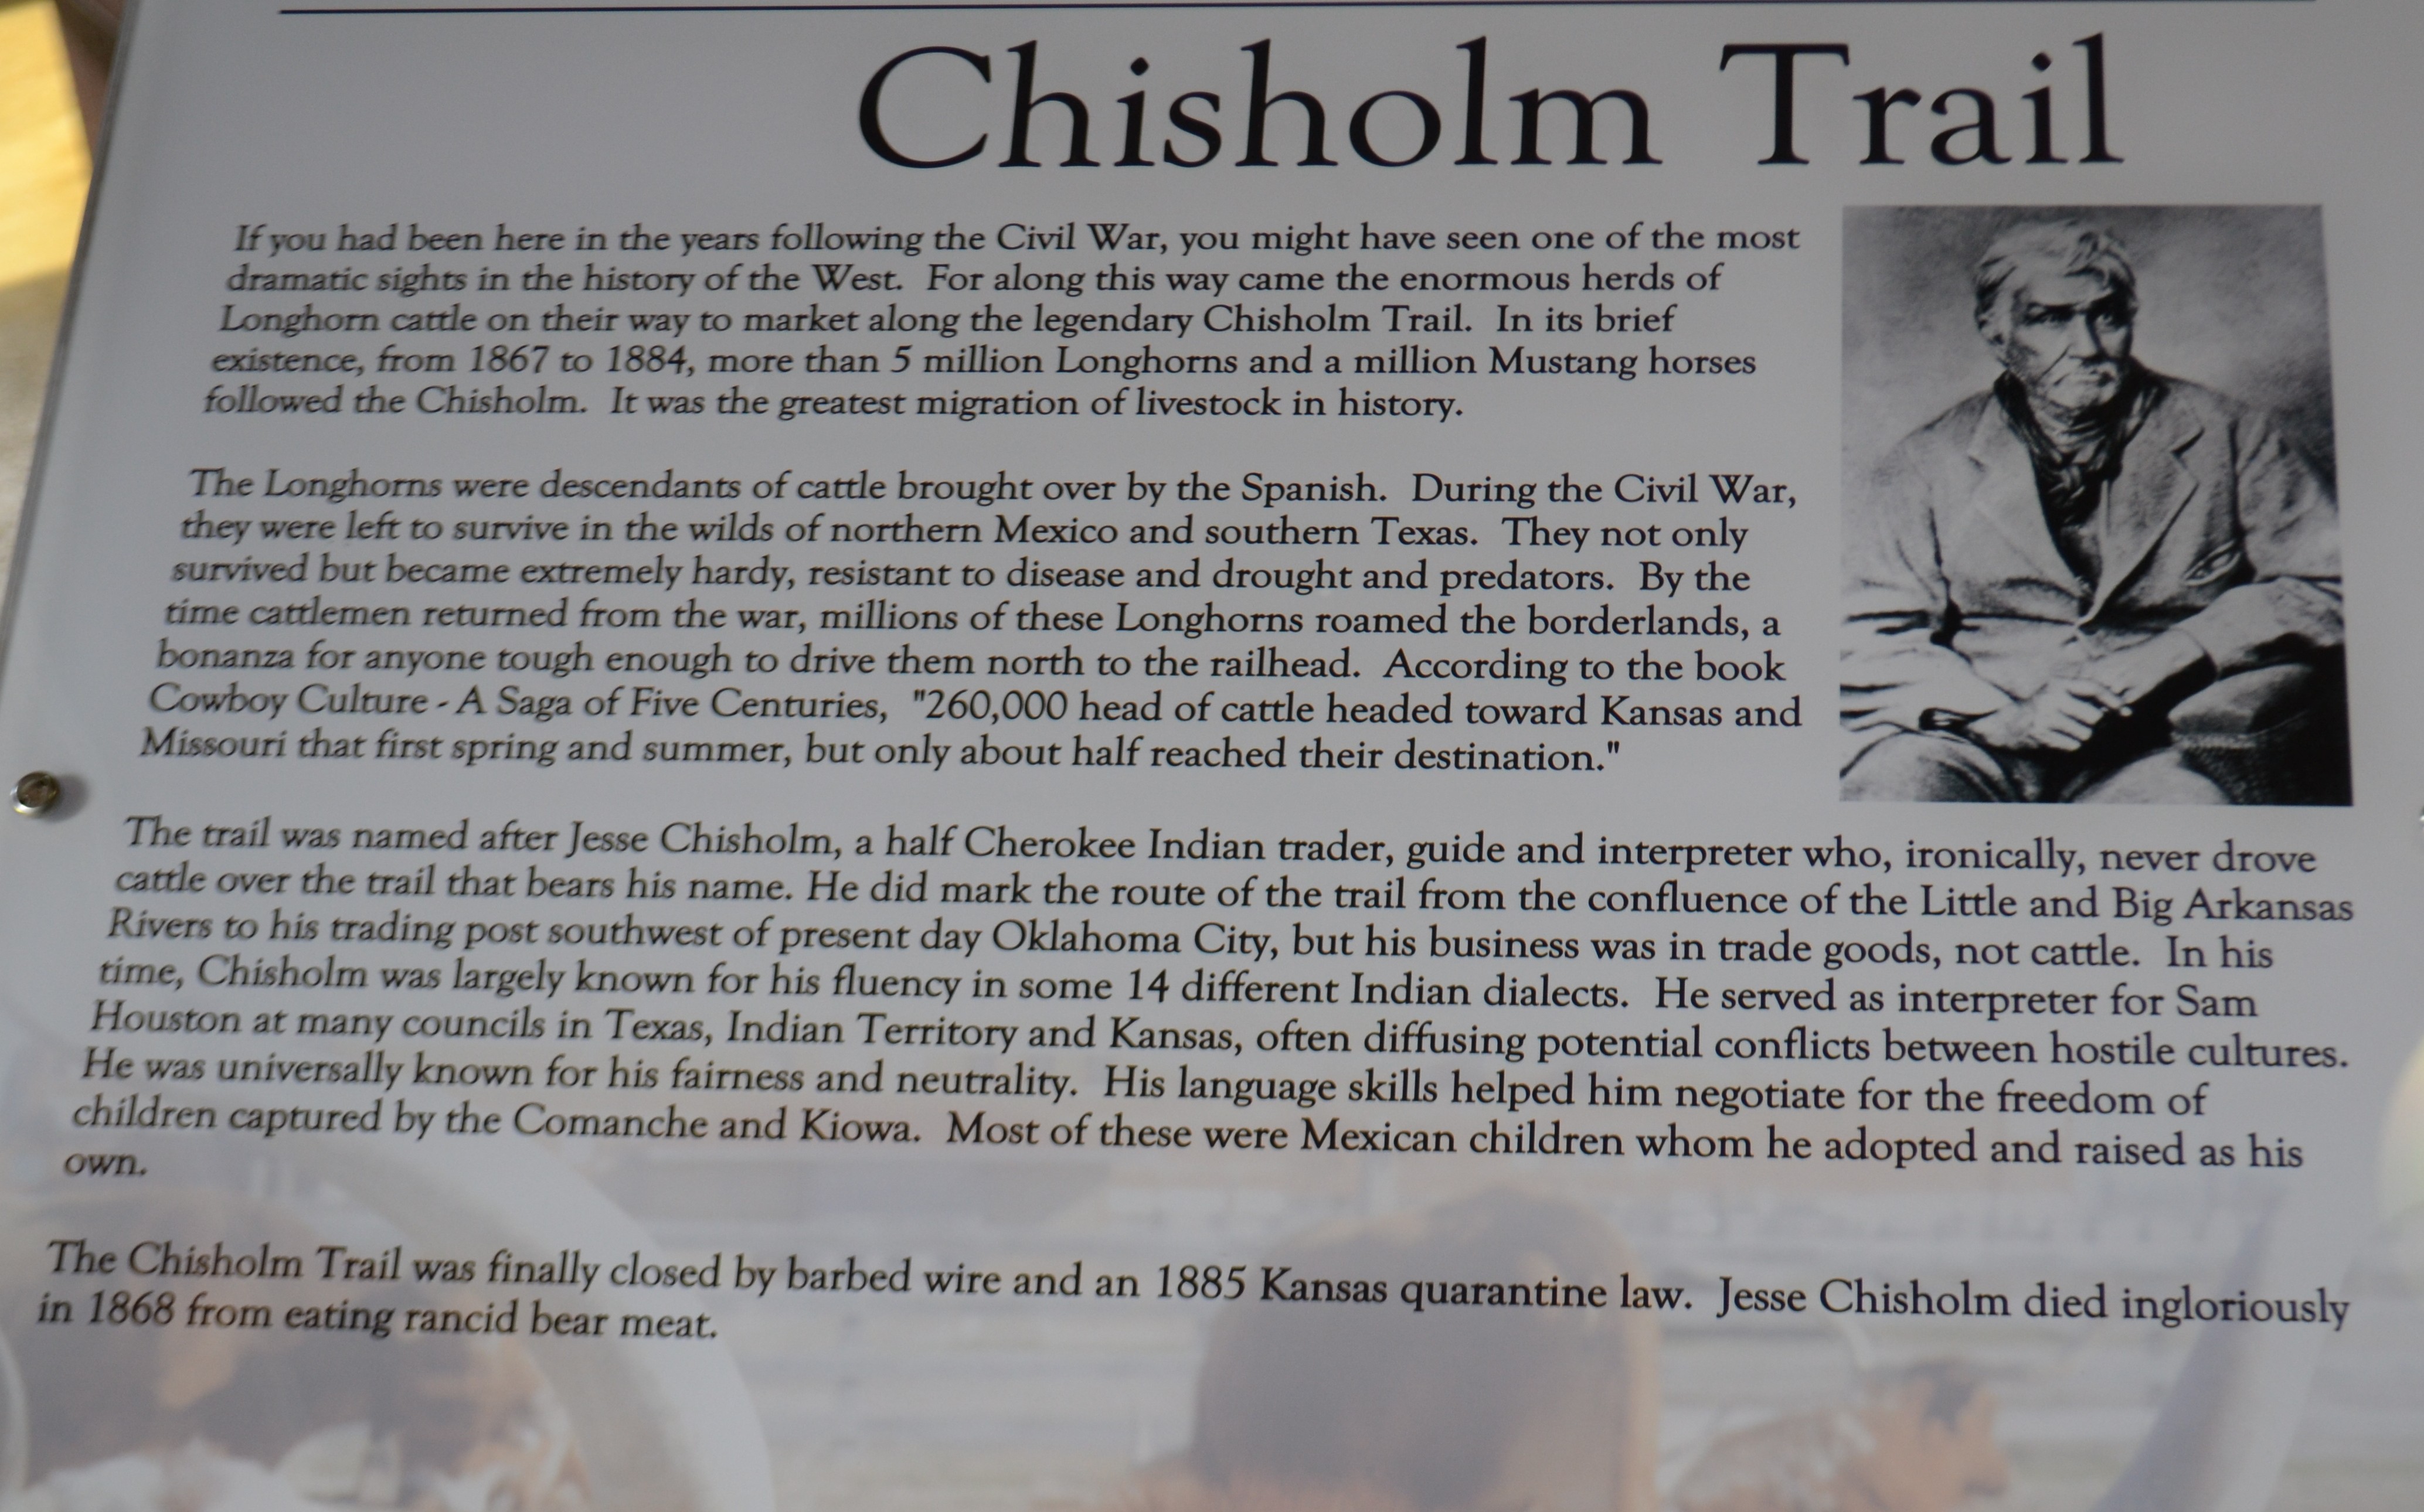 Chisholm Trail
If you had been here in the years following the Civil War, you might have seen one of the most
dramatic sights in the history of the West.  For along this way came the enormous herds of
Longhorn cattle on their way to market along the legendary Chisholm Trail.  In its brief
existence, from 1867 to 1884, more than 5 million Longhorns and a million Mustang horses
followed the Chisholm.  It was the greatest migration of livestock in history.
The Longhorns were descendants of cattle brought over by the Spanish.  During the Civil War,
they were left to survive in the wilds of northern Mexico and southern Texas.  They not only
survived but became extremely hardy, resistant to disease and drought and predators.  By the
time cattlemen returned from the war, millions of these Longhorns roamed the borderlands, a
bonanza for anyone tough enough to drive them north to the railhead.  According to the book
Cowboy Culture - A Saga of Five Centuries,  "260,000 head of cattle headed toward Kansas and
Missouri that first spring and summer, but only about half reached their destination."
The trail was named after Jesse Chisholm, a half Cherokee Indian trader, guide and interpreter who, ironically, never drove
cattle over the trail that bears his name. He did mark the route of the trail from the confluence of the Little and Big Arkansas
Rivers to his trading post southwest of present day Oklahoma City, but his business was in trade goods, not cattle.  In his
time, Chisholm was largely known for his fluency in some 14 different Indian dialects.  He served as interpreter for Sam
Houston at many councils in Texas, Indian Territory and Kansas, often diffusing potential conflicts between hostile cultures.
He was universally known for his fairness and neutrality.  His language skills helped him negotiate for the freedom of
children captured by the Comanche and Kiowa.  Most of these were Mexican children whom he adopted and raised as his
own.
The Chisholm Trail was finally closed by barbed wire and an 1885 Kansas quarantine law.  Jesse Chisholm died ingloriously
in 1868 from eating rancid bear meat.